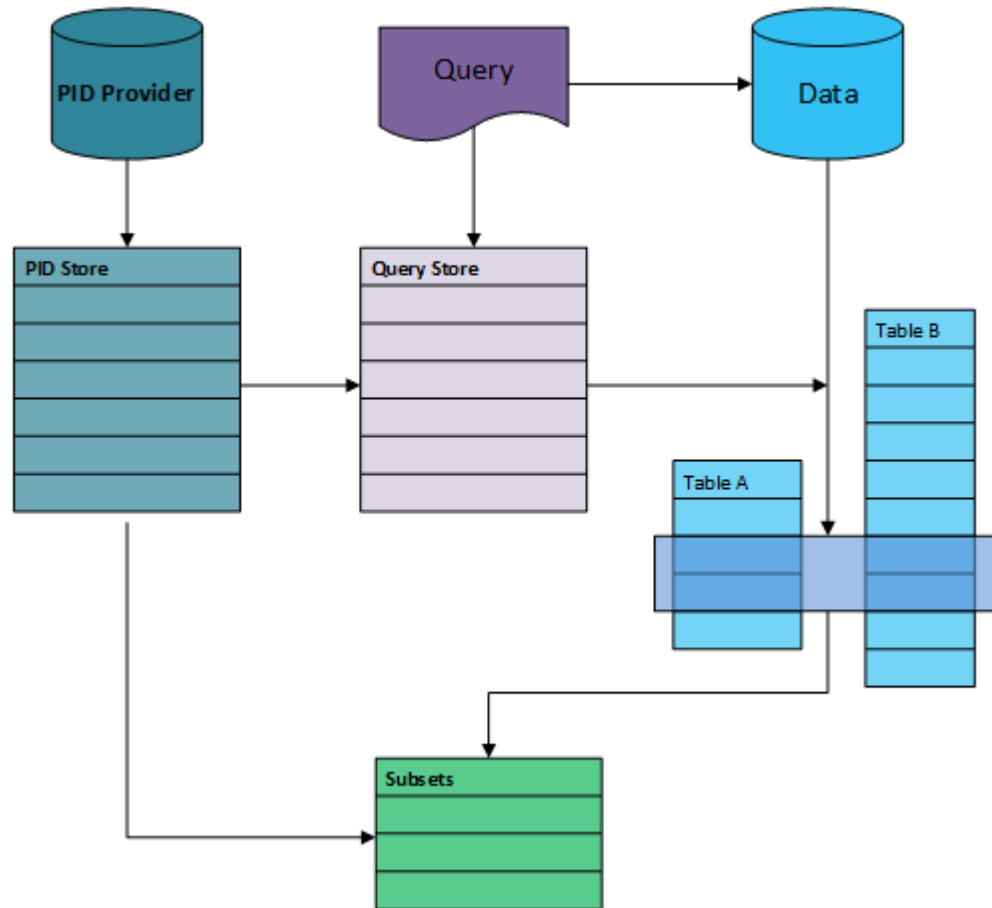 PID Provider
Query
Data
PID Store
Query Store
Table B
Table A
Subsets